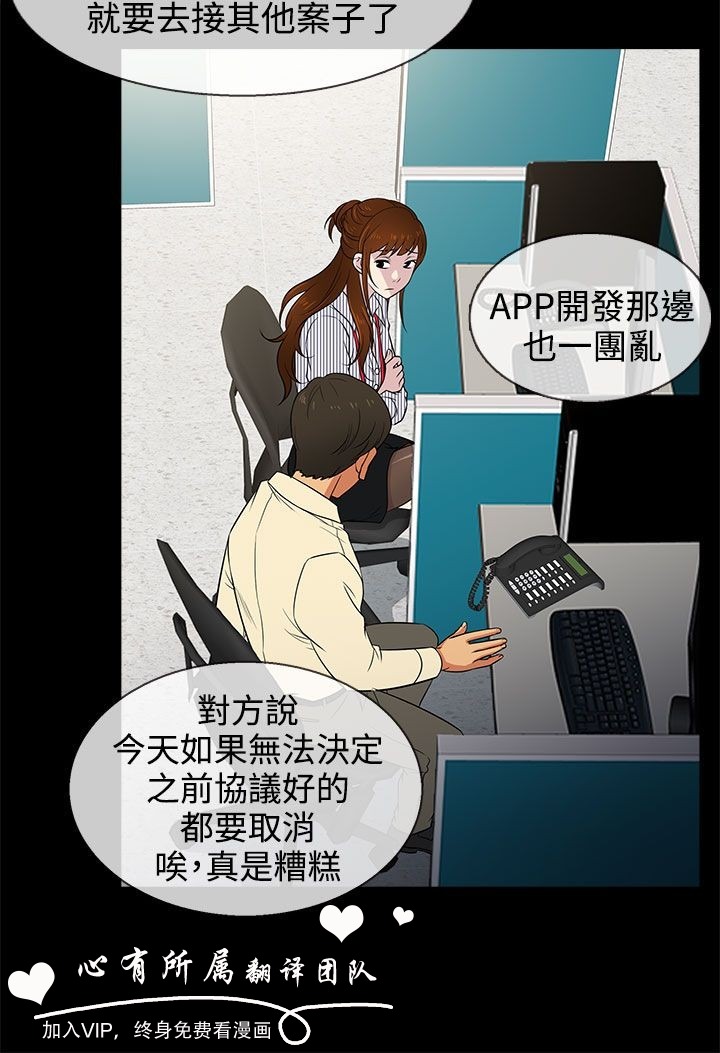 就要去接其他案子了
APP開發那邊
也一團亂
對方說
今天如果無法決定
之前協議好的
都要取消
唉，真是糟糕
心有所属翻译团队
加入VIP，终身免费看漫画